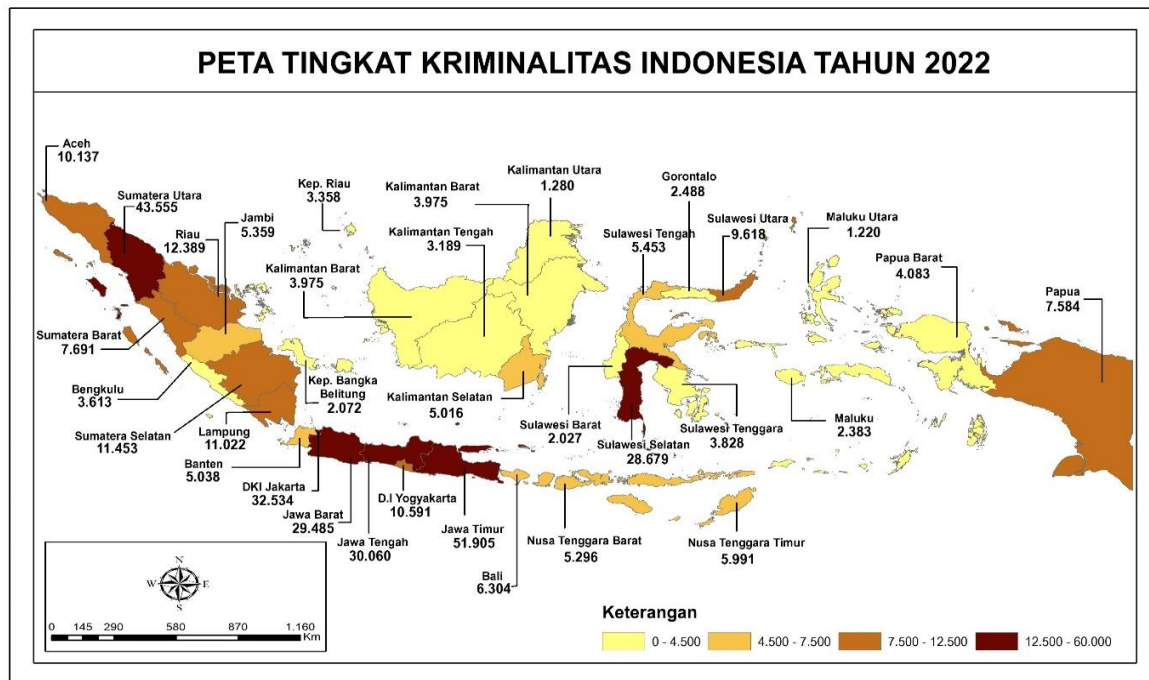 PETA TINGKAT KRIMINALITAS INDONESIA TAHUN 2022
Aceh
10.137
Sumatera Utara
43.555
Riau
12.389
Jambi
5.359
Kep. Riau
3.358
Kalimantan Barat
3.975
Kalimantan Utara
1.280
Kalimantan Tengah
3.189
Kalimantan Barat
3.975
Gorontalo
2.488
Sulawesi Utara
9.618
Sulawesi Tengah
5.453
Maluku Utara
1.220
Papua Barat
4.083
Papua
7.584
Sumatera Barat
7.691
Bengkulu
3.613
Sumatera Selatan
11.453
Lampung
11.022
Kep. Bangka
Belitung
2.072
Kalimantan Selatan
5.016
Sulawesi Barat
2.027
Sulawesi Selatan
28.679
Sulawesi Tenggara
3.828
Maluku
2.383
Banten
5.038
DKI Jakarta
32.534
Jawa Barat
29.485
Jawa Tengah
30.060
D.I Yogyakarta
10.591
Jawa Timur
51.905
Bali
6.304
Nusa Tenggara Barat
5.296
Nusa Tenggara Timur
5.991
N
W E
S
0 145 290 580 870 1.160
Km
Keterangan
0 - 4.500 4.500 - 7.500 7.500 - 12.500 12.500 - 60.000